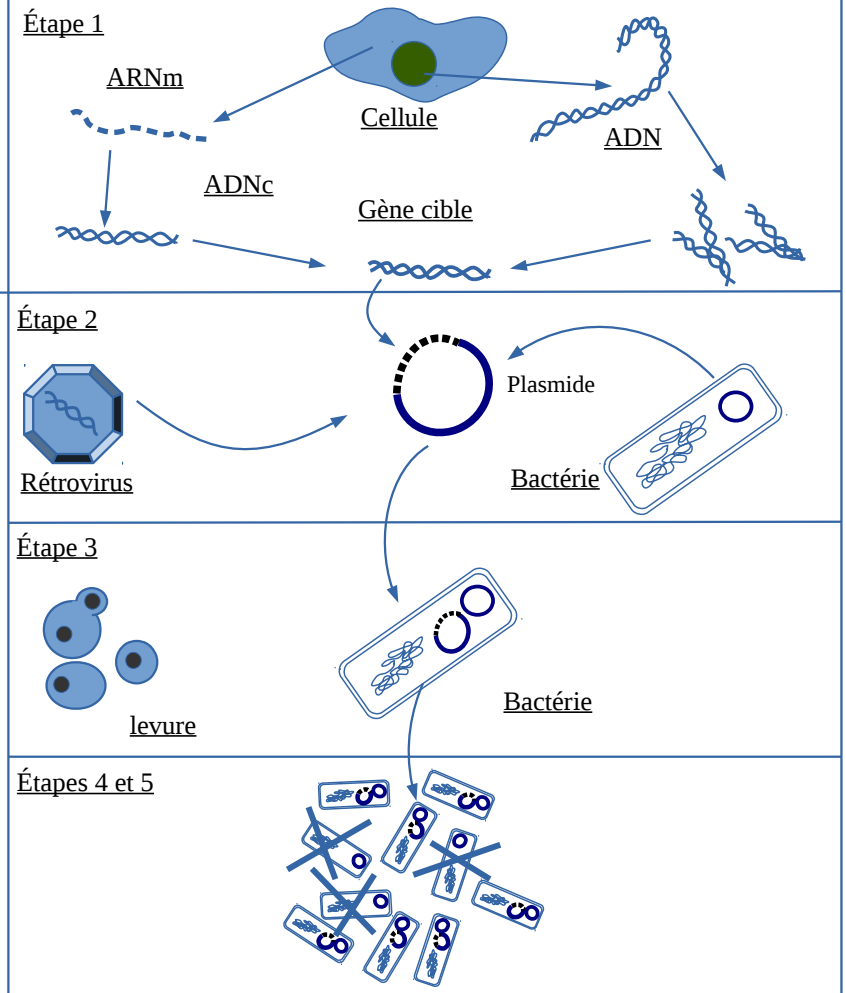 Étape 1
ARNm
Cellule
ADN
ADNc
Gène cible
Étape 2
Plasmide
Rétrovirus
Bactérie
Étape 3
levure
Bactérie
Étapes 4 et 5